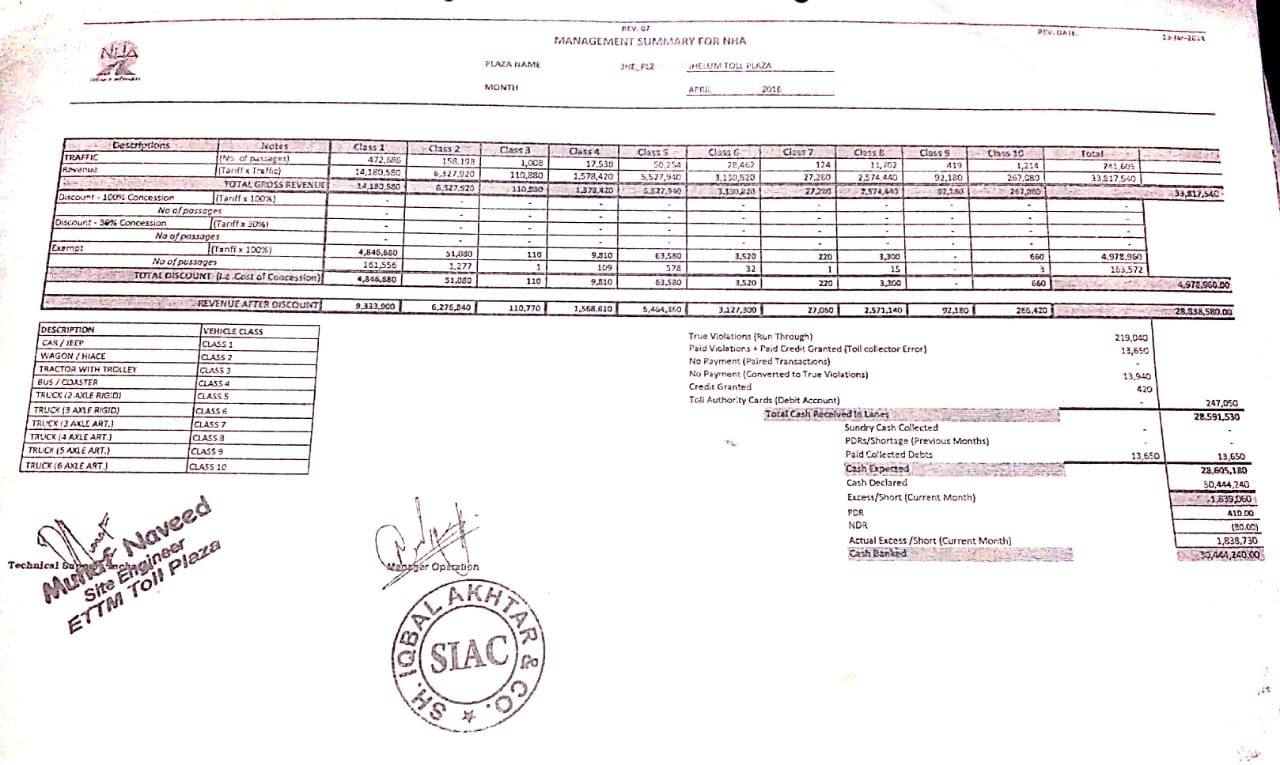 REV. 07
REV. DATE. 13-Jan-2014
MANAGEMENT SUMMARY FOR NHA
NHA
PLAZA NAME JHE_PLZ JHELUM TOLL PLAZA
MONTH APRIL 2016
Descriptions Notes Class 1 Class 2 Class 3 Class 4 Class 5 Class 6 Class 7 Class 8 Class 9 Class 10 Total
TRAFFIC (No. of passages) 472,686 158,198 1,008 17,538 50,254 28,462 124 11,702 419 1,214 741,605
Revenue (Tariff x Traffic) 14,180,580 6,327,920 110,880 1,578,420 5,527,940 3,130,820 27,280 2,574,440 92,180 267,080 33,817,540
TOTAL GROSS REVENUE 14,180,580 6,327,920 110,880 1,578,420 5,527,940 3,130,820 27,280 2,574,440 92,180 267,080 33,817,540
Discount - 100% Concession (Tariff x 100%) - - - - - - - - - - -
No of passages - - - - - - - - - - -
Discount - 50% Concession (Tariff x 50%) - - - - - - - - - - -
No of passages - - - - - - - - - - -
Exempt (Tariff x 100%) 4,846,680 51,080 110 9,810 63,580 3,520 220 3,300 - 660 4,978,960
No of passages 161,556 1,277 1 109 578 32 1 15 - 3 163,572
TOTAL DISCOUNT (i.e. Cost of Concession) 4,846,680 51,080 110 9,810 63,580 3,520 220 3,300 - 660 4,978,960.00
REVENUE AFTER DISCOUNT 9,333,900 6,276,840 110,770 1,568,610 5,464,360 3,127,300 27,060 2,571,140 92,180 266,420 28,838,580.00
DESCRIPTION VEHICLE CLASS
CAR / JEEP CLASS 1
WAGON / HIACE CLASS 2
TRACTOR WITH TROLLEY CLASS 3
BUS / COASTER CLASS 4
TRUCK (2 AXLE RIGID) CLASS 5
TRUCK (3 AXLE RIGID) CLASS 6
TRUCK (3 AXLE ART.) CLASS 7
TRUCK (4 AXLE ART.) CLASS 8
TRUCK (5 AXLE ART.) CLASS 9
TRUCK (6 AXLE ART.) CLASS 10
True Violations (Run Through) 219,040
Paid Violations + Paid Credit Granted (Toll collector Error) 13,650
No Payment (Paired Transactions) -
No Payment (Converted to True Violations) 13,940
Credit Granted 420
Toll Authority Cards (Debit Account) - 247,050
Total Cash Received In Lanes 28,591,530
Sundry Cash Collected - -
PDRs/Shortage (Previous Months) - -
Paid Collected Debts 13,650 13,650
Cash Expected 28,605,180
Cash Declared 30,444,240
Excess/Short (Current Month) 1,839,060
PDR 410.00
NDR (80.00)
Actual Excess /Short (Current Month) 1,838,730
Cash Banked 30,444,240.00
Technical
Naveed
Site Engineer
ETTM Toll Plaza
Manager Operation
SH. IQBAL AKHTAR & CO.
SIAC